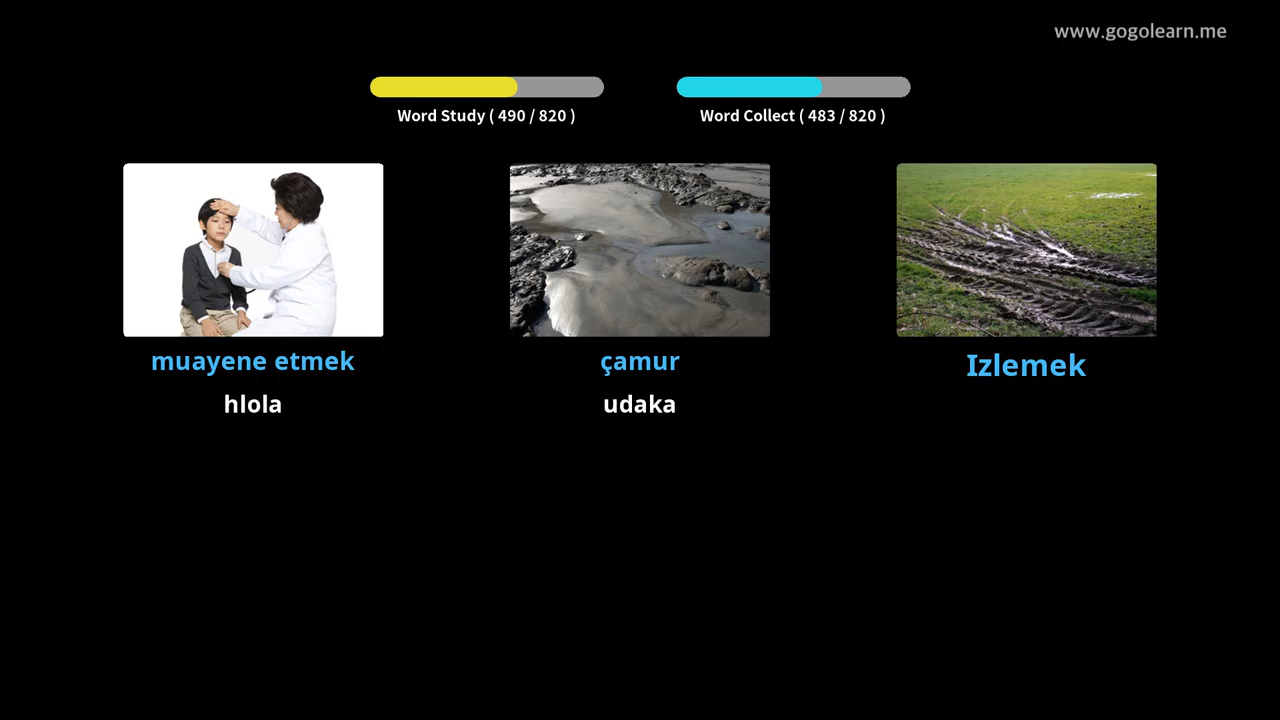 www.gogolearn.me
Word Study ( 490 / 820 )
Word Collect ( 483 / 820 )
muayene etmek
hlola
çamur
udaka
Izlemek